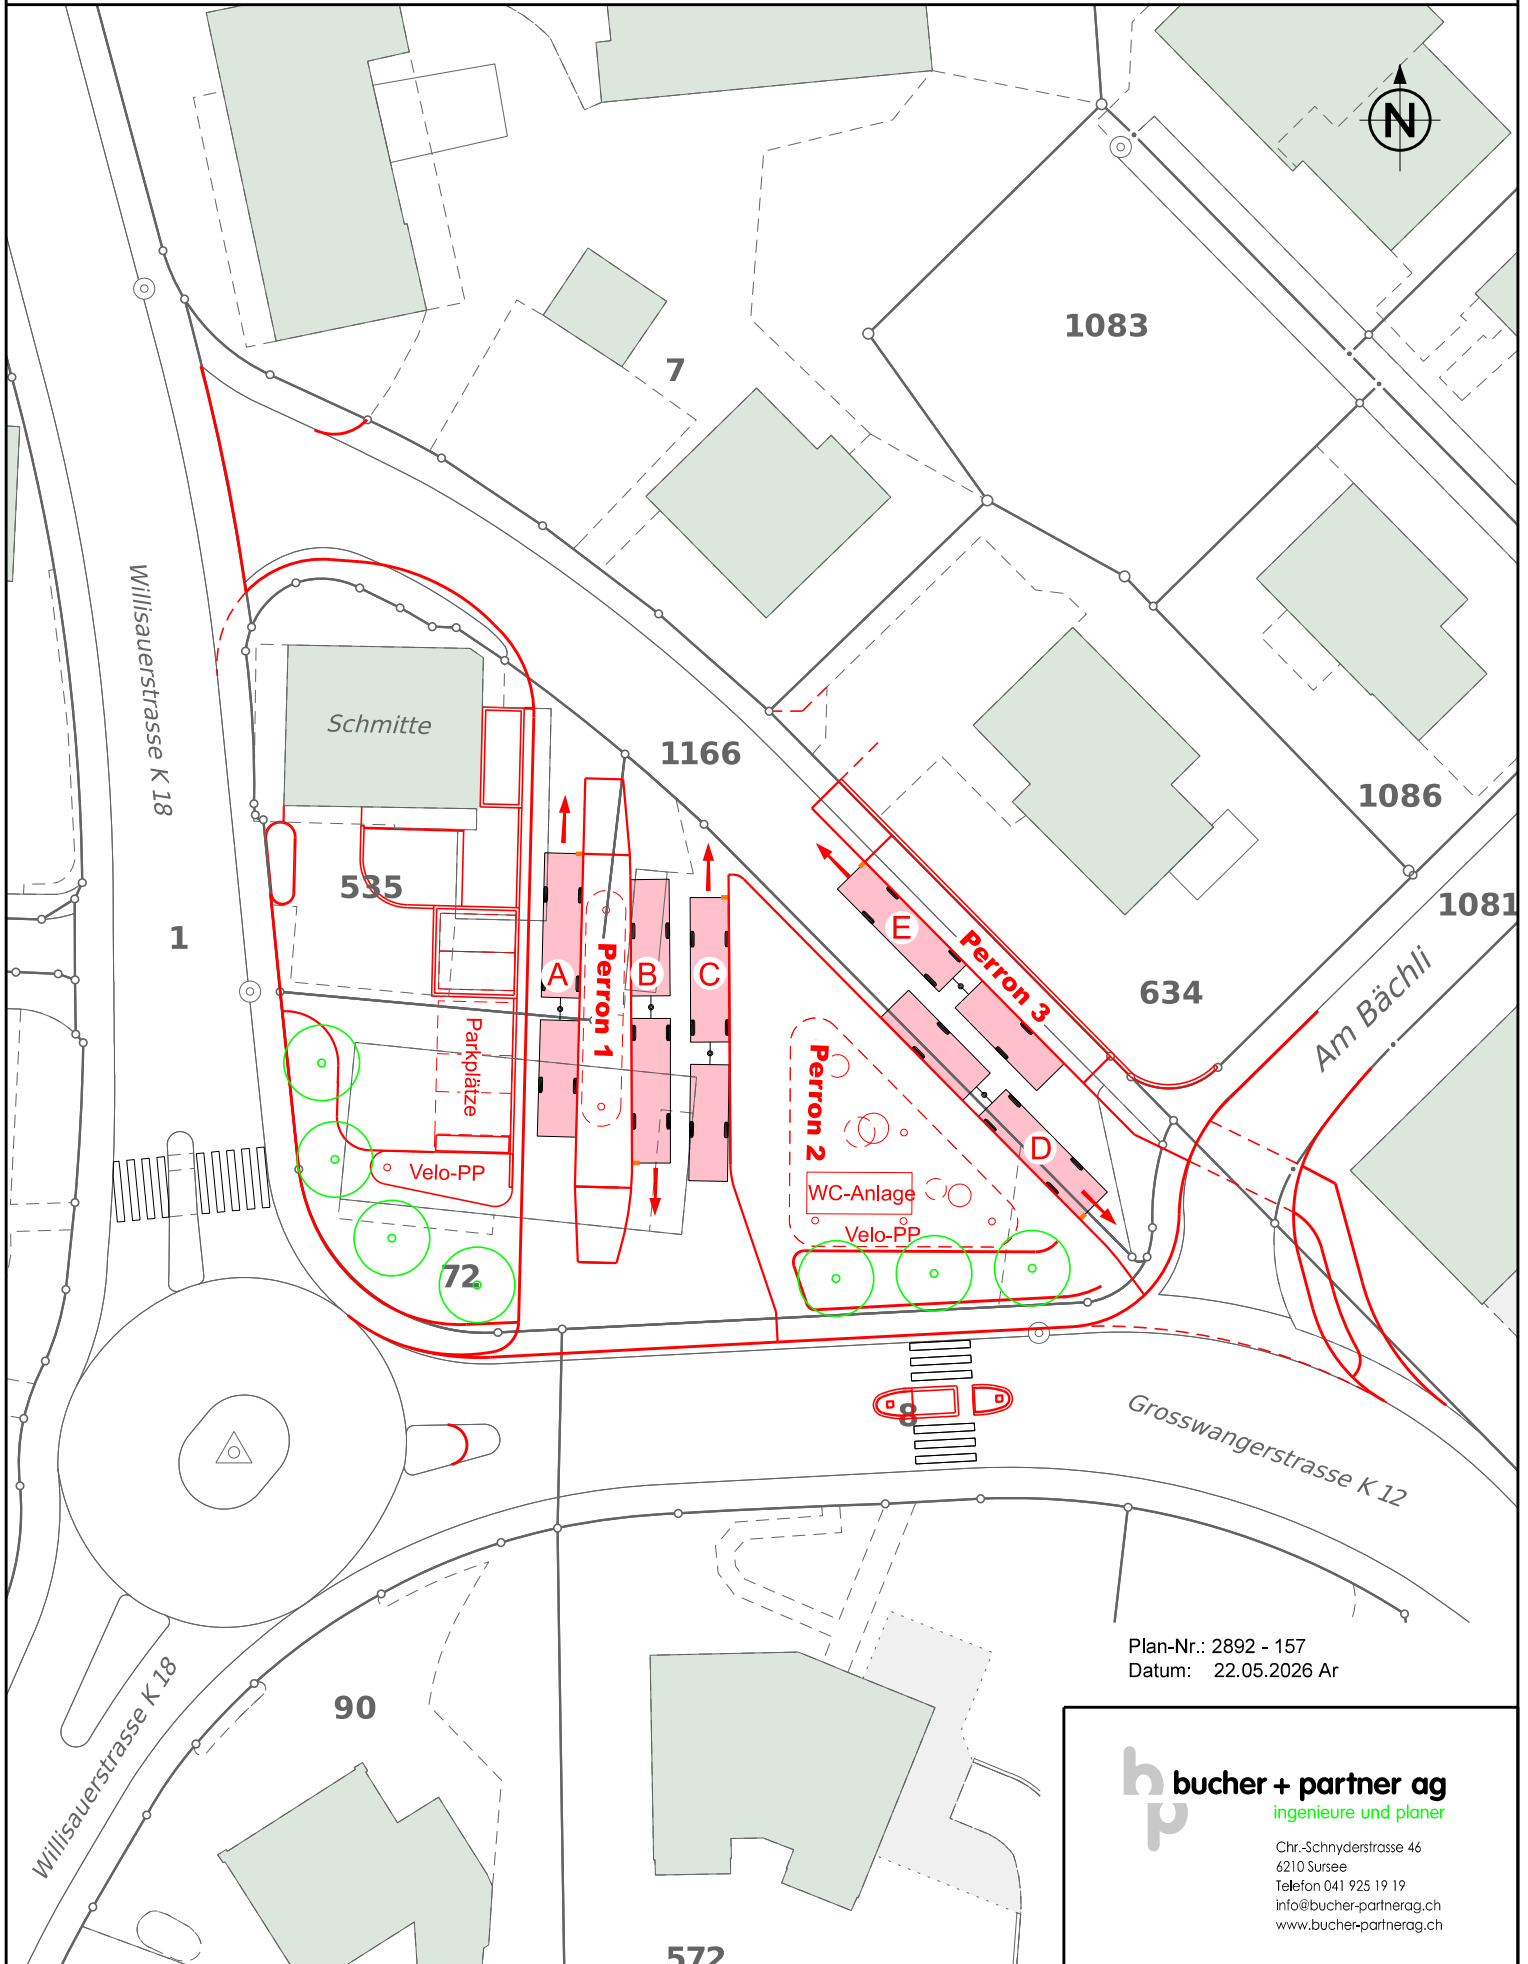 N
1083
7
Willisauerstrasse K 18
Schmitte
1166
1086
535
1081
1
A
B
C
E
Perron 1
Perron 3
634
Am Bächli
Parkplätze
Perron 2
D
Velo-PP
WC-Anlage
Velo-PP
72
8
Grosswangerstrasse K 12
Plan-Nr.: 2892 - 157
Datum: 22.05.2026 Ar
Willisauerstrasse K 18
90
572
bp
bucher + partner ag
ingenieure und planer
Chr.-Schnyderstrasse 46
6210 Sursee
Telefon 041 925 19 19
info@bucher-partnerag.ch
www.bucher-partnerag.ch